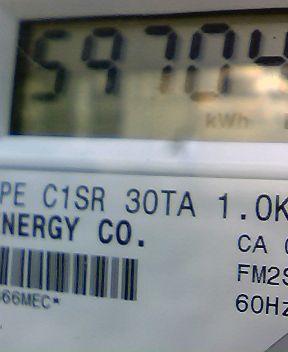 59704
kWh
PE C1SR 30TA 1.0K
NERGY CO.
CA
FM2S
66MEC*
60Hz